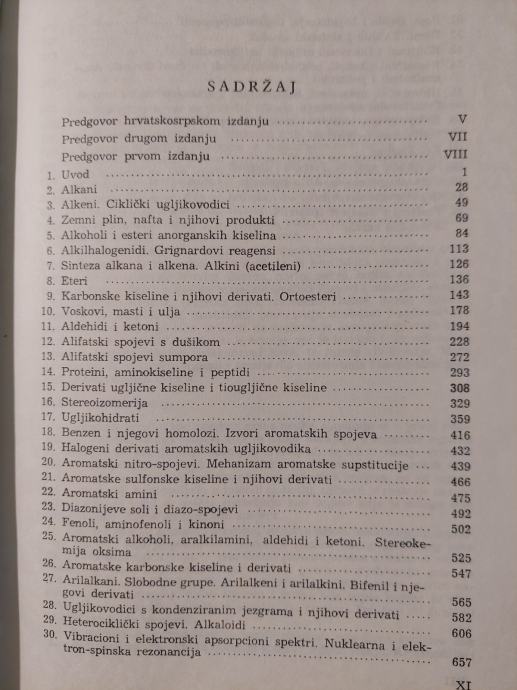 SADRŽAJ
Predgovor hrvatskosrpskom izdanju V
Predgovor drugom izdanju VII
Predgovor prvom izdanju VIII
1. Uvod 1
2. Alkani 28
3. Alkeni. Ciklički ugljikovodici 49
4. Zemni plin, nafta i njihovi produkti 69
5. Alkoholi i esteri anorganskih kiselina 84
6. Alkilhalogenidi. Grignardovi reagensi 113
7. Sinteza alkana i alkena. Alkini (acetileni) 126
8. Eteri 136
9. Karbonske kiseline i njihovi derivati. Ortoesteri 143
10. Voskovi, masti i ulja 178
11. Aldehidi i ketoni 194
12. Alifatski spojevi s dušikom 228
13. Alifatski spojevi sumpora 272
14. Proteini, aminokiseline i peptidi 293
15. Derivati ugljične kiseline i tiougljične kiseline 308
16. Stereoizomerija 329
17. Ugljikohidrati 359
18. Benzen i njegovi homolozi. Izvori aromatskih spojeva 416
19. Halogeni derivati aromatskih ugljikovodika 432
20. Aromatski nitro-spojevi. Mehanizam aromatske supstitucije 439
21. Aromatske sulfonske kiseline i njihovi derivati 466
22. Aromatski amini 475
23. Diazonijeve soli i diazo-spojevi 492
24. Fenoli, aminofenoli i kinoni 502
25. Aromatski alkoholi, aralkilamini, aldehidi i ketoni. Stereoke-
mija oksima 525
26. Aromatske karbonske kiseline i derivati 547
27. Arilalkani. Slobodne grupe. Arilalkeni i arilalkini. Bifenil i nje-
govi derivati 565
28. Ugljikovodici s kondenziranim jezgrama i njihovi derivati 582
29. Heterociklički spojevi. Alkaloidi 606
30. Vibracioni i elektronski apsorpcioni spektri. Nuklearna i elek-
tron-spinska rezonancija 657
XI